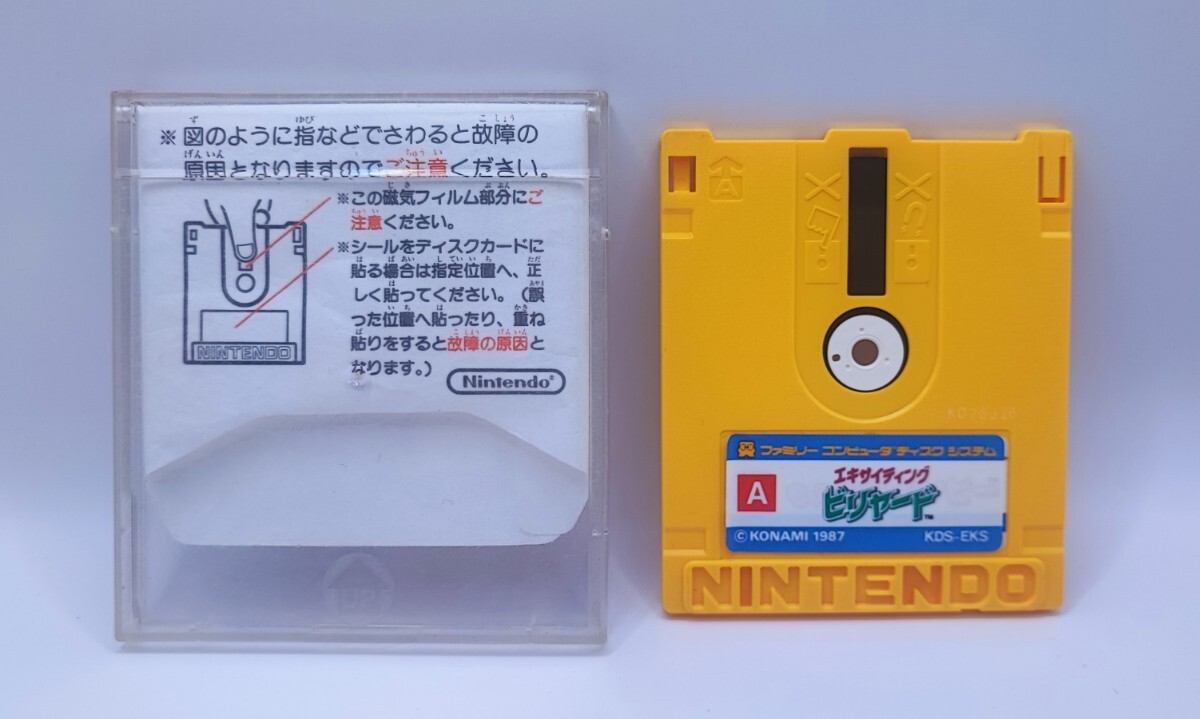 ※図のように指などでさわると故障の
原因となりますのでご注意ください。
※この磁気フィルム部分にご
注意ください。
※シールをディスクカードに
貼る場合は指定位置へ、正
しく貼ってください。(誤
った位置へ貼ったり、重ね
貼りをすると故障の原因と
なります。)
NINTENDO
Nintendo®
UP
A
ファミリー コンピュータ ディスク システム
A
エキサイティング
ビリヤード™
© KONAMI 1987 KDS-EKS
NINTENDO